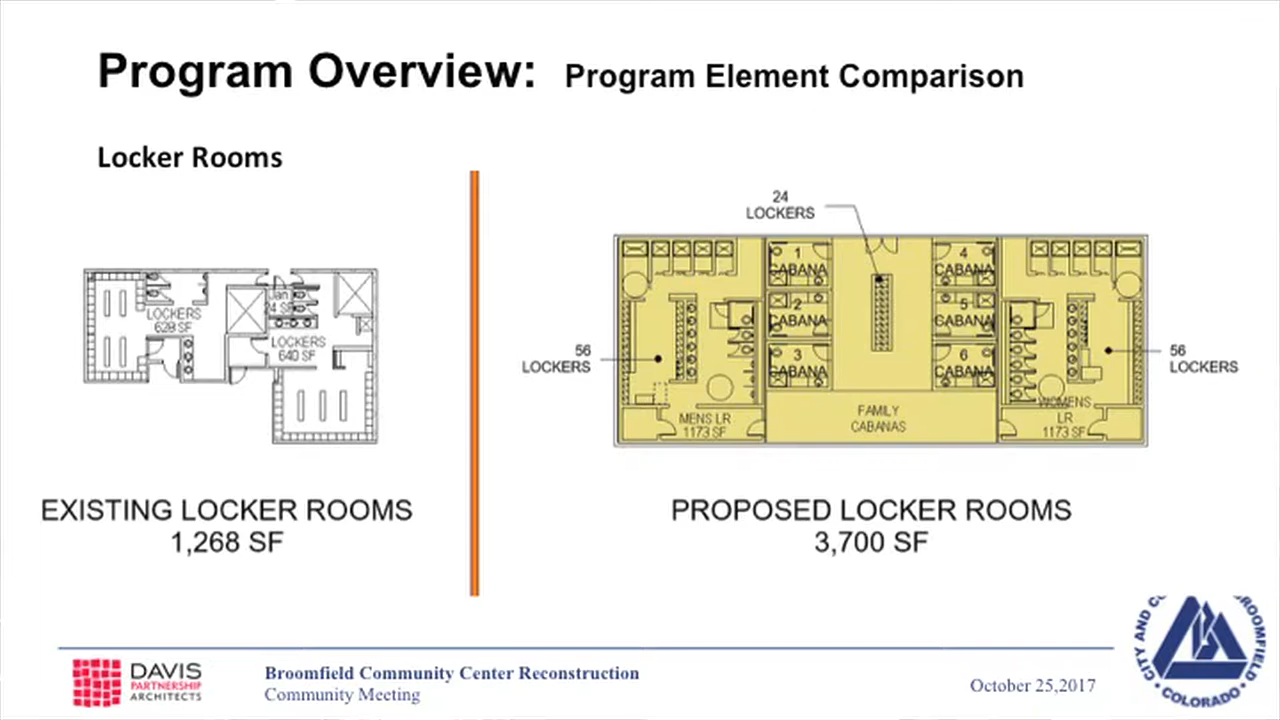 Program Overview: Program Element Comparison
Locker Rooms
24
LOCKERS
LOCKERS
628 SF
Jan
LOCKERS
640 SF
1
CABANA
2
CABANA
3
CABANA
4
CABANA
5
CABANA
6
CABANA
56
LOCKERS
56
LOCKERS
MENS LR
1173 SF
FAMILY
CABANAS
WOMENS
LR
1173 SF
EXISTING LOCKER ROOMS
1,268 SF
PROPOSED LOCKER ROOMS
3,700 SF
DAVIS
PARTNERSHIP
ARCHITECTS
Broomfield Community Center Reconstruction
Community Meeting
October 25,2017
CITY AND
BROOMFIELD
COLORADO